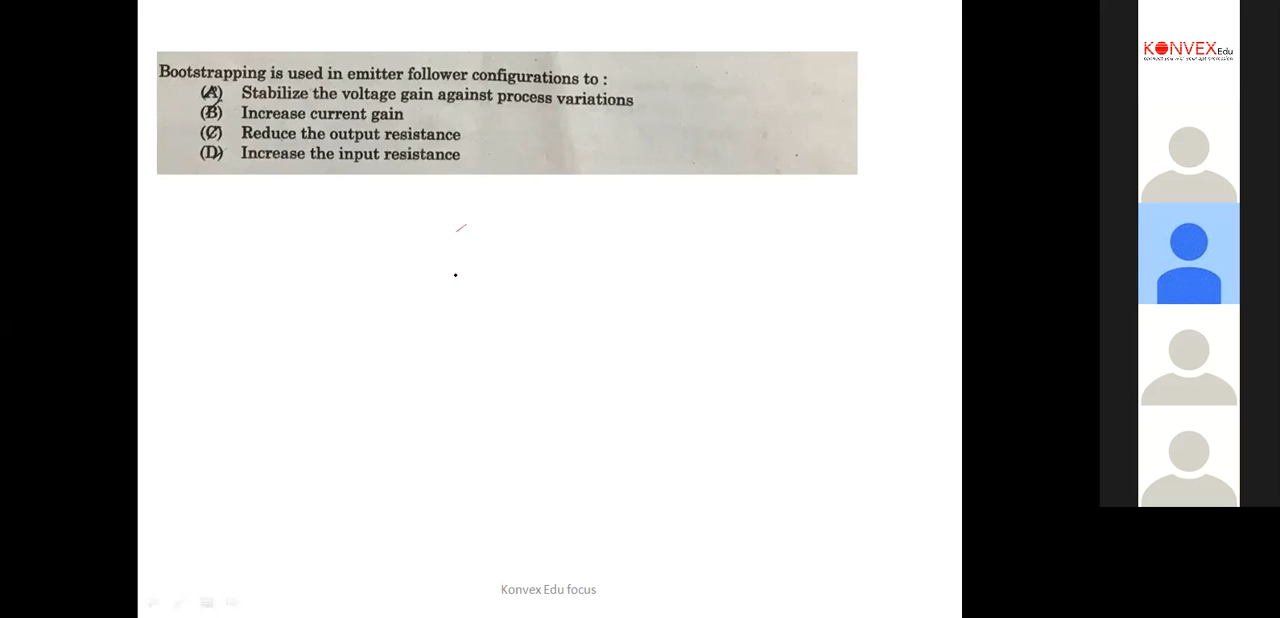 Bootstrapping is used in emitter follower configurations to :
(A) Stabilize the voltage gain against process variations
(B) Increase current gain
(C) Reduce the output resistance
(D) Increase the input resistance
KONVEX Edu
Konvex Edu focus